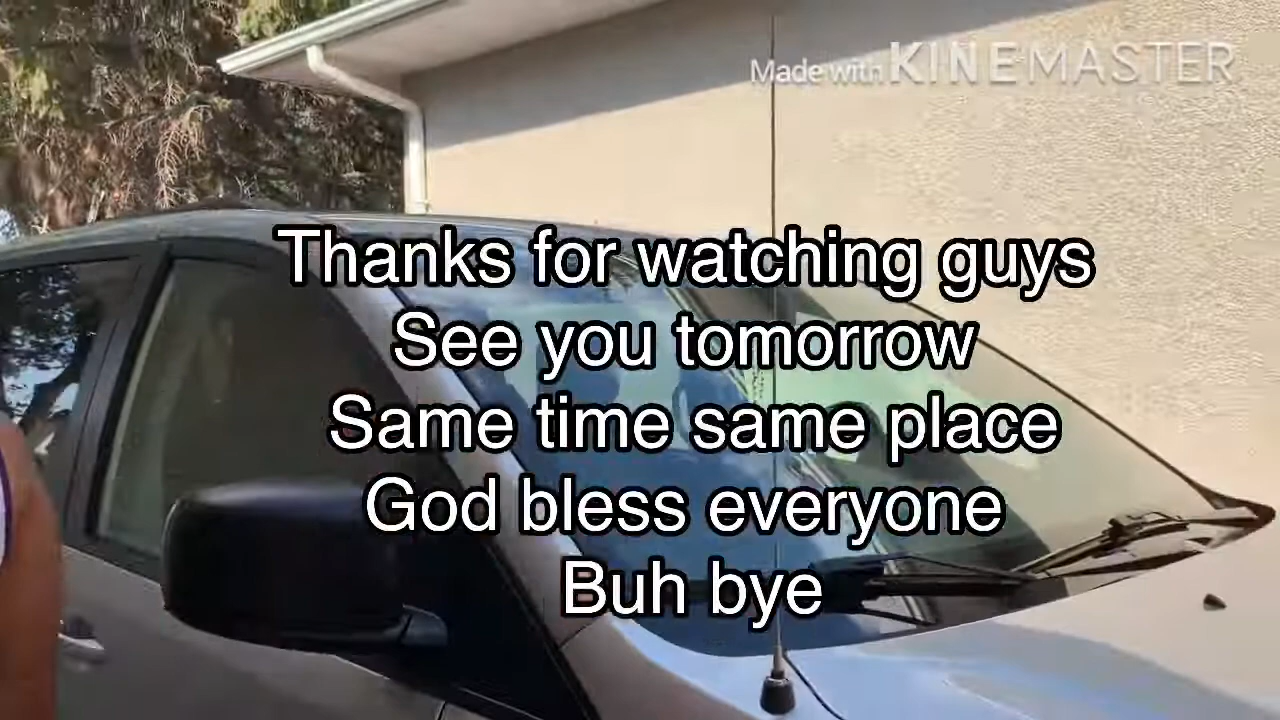 Made with KINEMASTER
Thanks for watching guys
See you tomorrow
Same time same place
God bless everyone
Buh bye